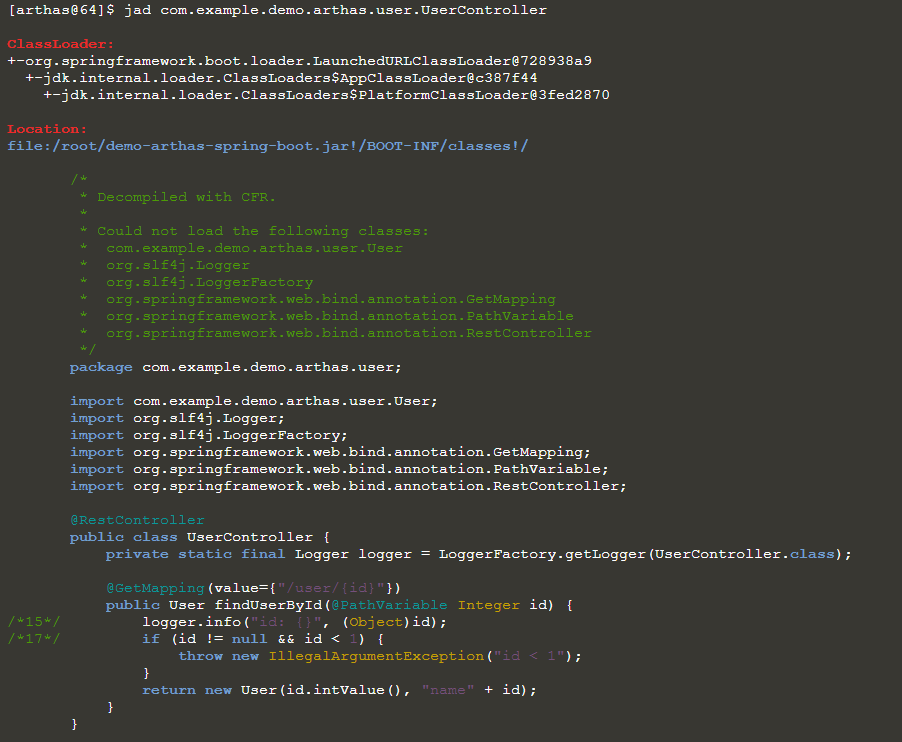 [arthas@64]$ jad com.example.demo.arthas.user.UserController
ClassLoader:
+-org.springframework.boot.loader.LaunchedURLClassLoader@728938a9
  +-jdk.internal.loader.ClassLoaders$AppClassLoader@c387f44
    +-jdk.internal.loader.ClassLoaders$PlatformClassLoader@3fed2870
Location:
file:/root/demo-arthas-spring-boot.jar!/BOOT-INF/classes!/
       /*
        * Decompiled with CFR.
        *
        * Could not load the following classes:
        *  com.example.demo.arthas.user.User
        *  org.slf4j.Logger
        *  org.slf4j.LoggerFactory
        *  org.springframework.web.bind.annotation.GetMapping
        *  org.springframework.web.bind.annotation.PathVariable
        *  org.springframework.web.bind.annotation.RestController
        */
       package com.example.demo.arthas.user;
       import com.example.demo.arthas.user.User;
       import org.slf4j.Logger;
       import org.slf4j.LoggerFactory;
       import org.springframework.web.bind.annotation.GetMapping;
       import org.springframework.web.bind.annotation.PathVariable;
       import org.springframework.web.bind.annotation.RestController;
       @RestController
       public class UserController {
           private static final Logger logger = LoggerFactory.getLogger(UserController.class);
           @GetMapping(value={"/user/{id}"})
           public User findUserById(@PathVariable Integer id) {
/*15*/         logger.info("id: {}", (Object)id);
/*17*/         if (id != null && id < 1) {
                   throw new IllegalArgumentException("id < 1");
               }
               return new User(id.intValue(), "name" + id);
           }
       }